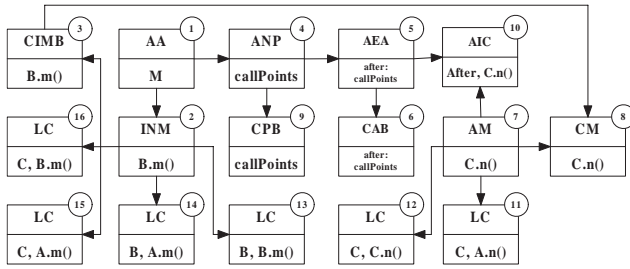 3
1
4
5
10
CIMB
AA
ANP
AEA
AIC
B.m()
M
callPoints
after:
callPoints
After, C.n()
16
2
9
6
7
8
LC
INM
CPB
CAB
AM
CM
C, B.m()
B.m()
callPoints
after:
callPoints
C.n()
C.n()
15
14
13
12
11
LC
LC
LC
LC
LC
C, A.m()
B, A.m()
B, B.m()
C, C.n()
C, A.n()